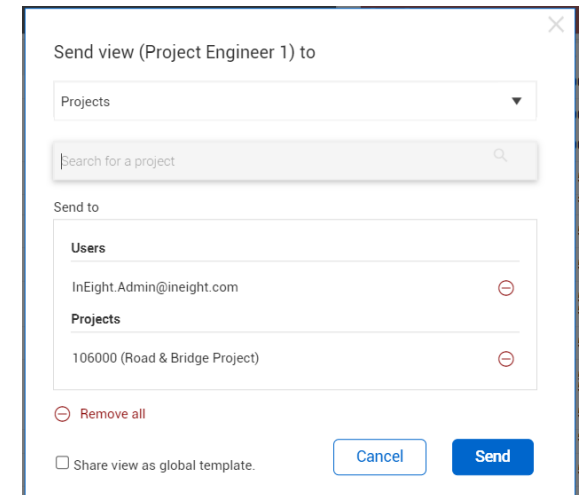 Send view (Project Engineer 1) to
Projects
Search for a project
Send to
Users
InEight.Admin@ineight.com
Projects
106000 (Road & Bridge Project)
Remove all
Share view as global template.
Cancel
Send